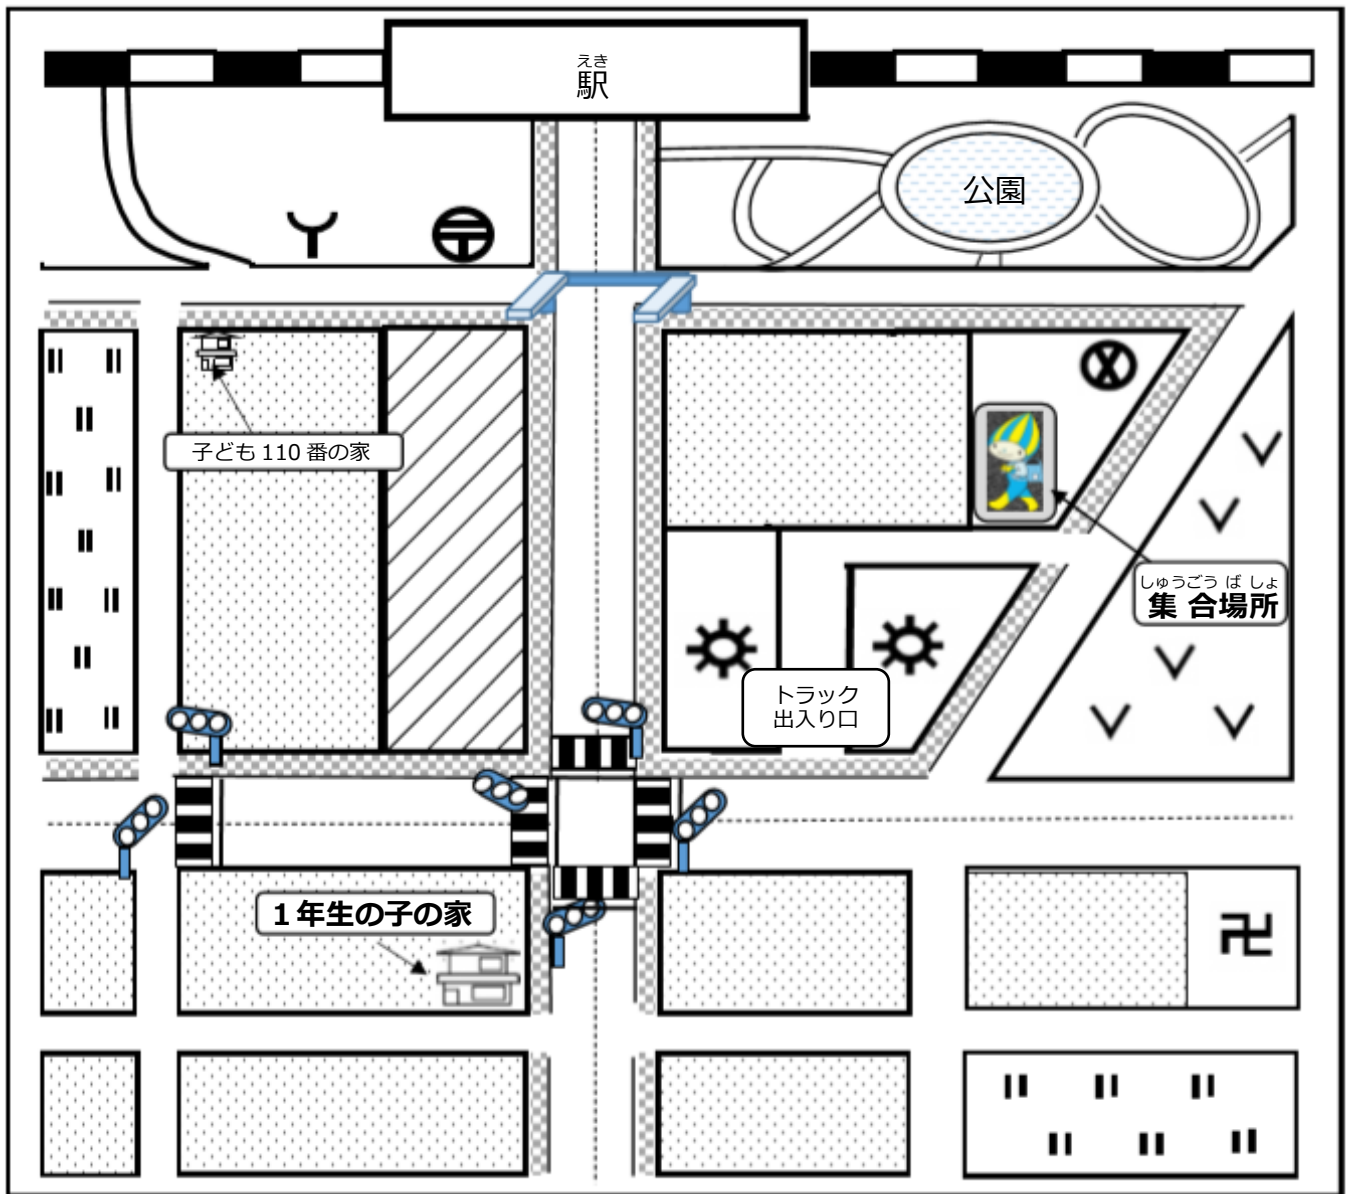 えき
駅
公園
子ども 110 番の家
しゅうごう ば しょ
集 合場所
トラック
出入り口
1年生の子の家